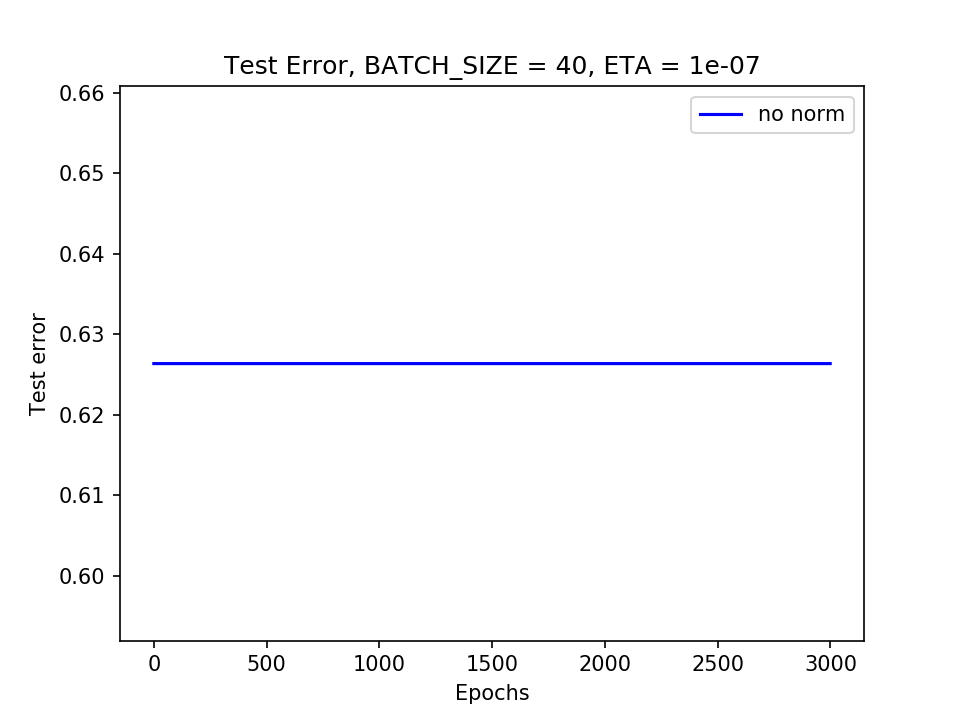 Test Error, BATCH_SIZE = 40, ETA = 1e-07
no norm
0.66
0.65
0.64
0.63
0.62
0.61
0.60
Test error
0 500 1000 1500 2000 2500 3000
Epochs